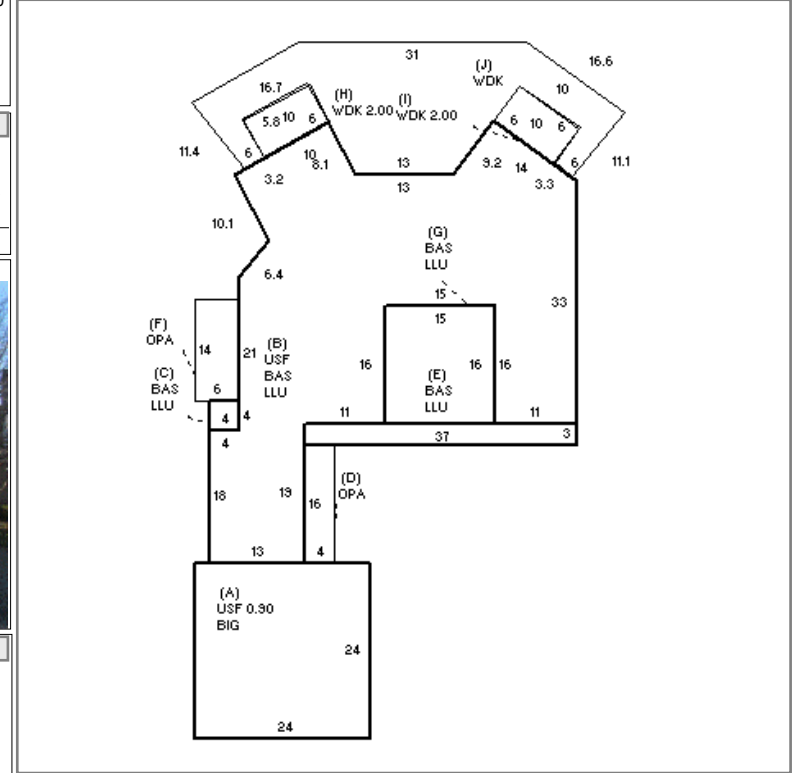 31
16.6
(J)
WDK
16.7
10
(H)
WDK 2.00
(I)
WDK 2.00
5.8
10
6
6
10
6
11.4
6
10
8.1
13
9.2
14
6
11.1
3.2
13
3.3
10.1
(G)
BAS
LLU
6.4
15
33
15
(F)
OPA
14
21
(B)
USF
BAS
LLU
16
16
16
(C)
BAS
LLU
6
(E)
BAS
LLU
4
4
11
11
4
37
3
(D)
OPA
18
19
16
13
4
(A)
USF 0.90
BIG
24
24